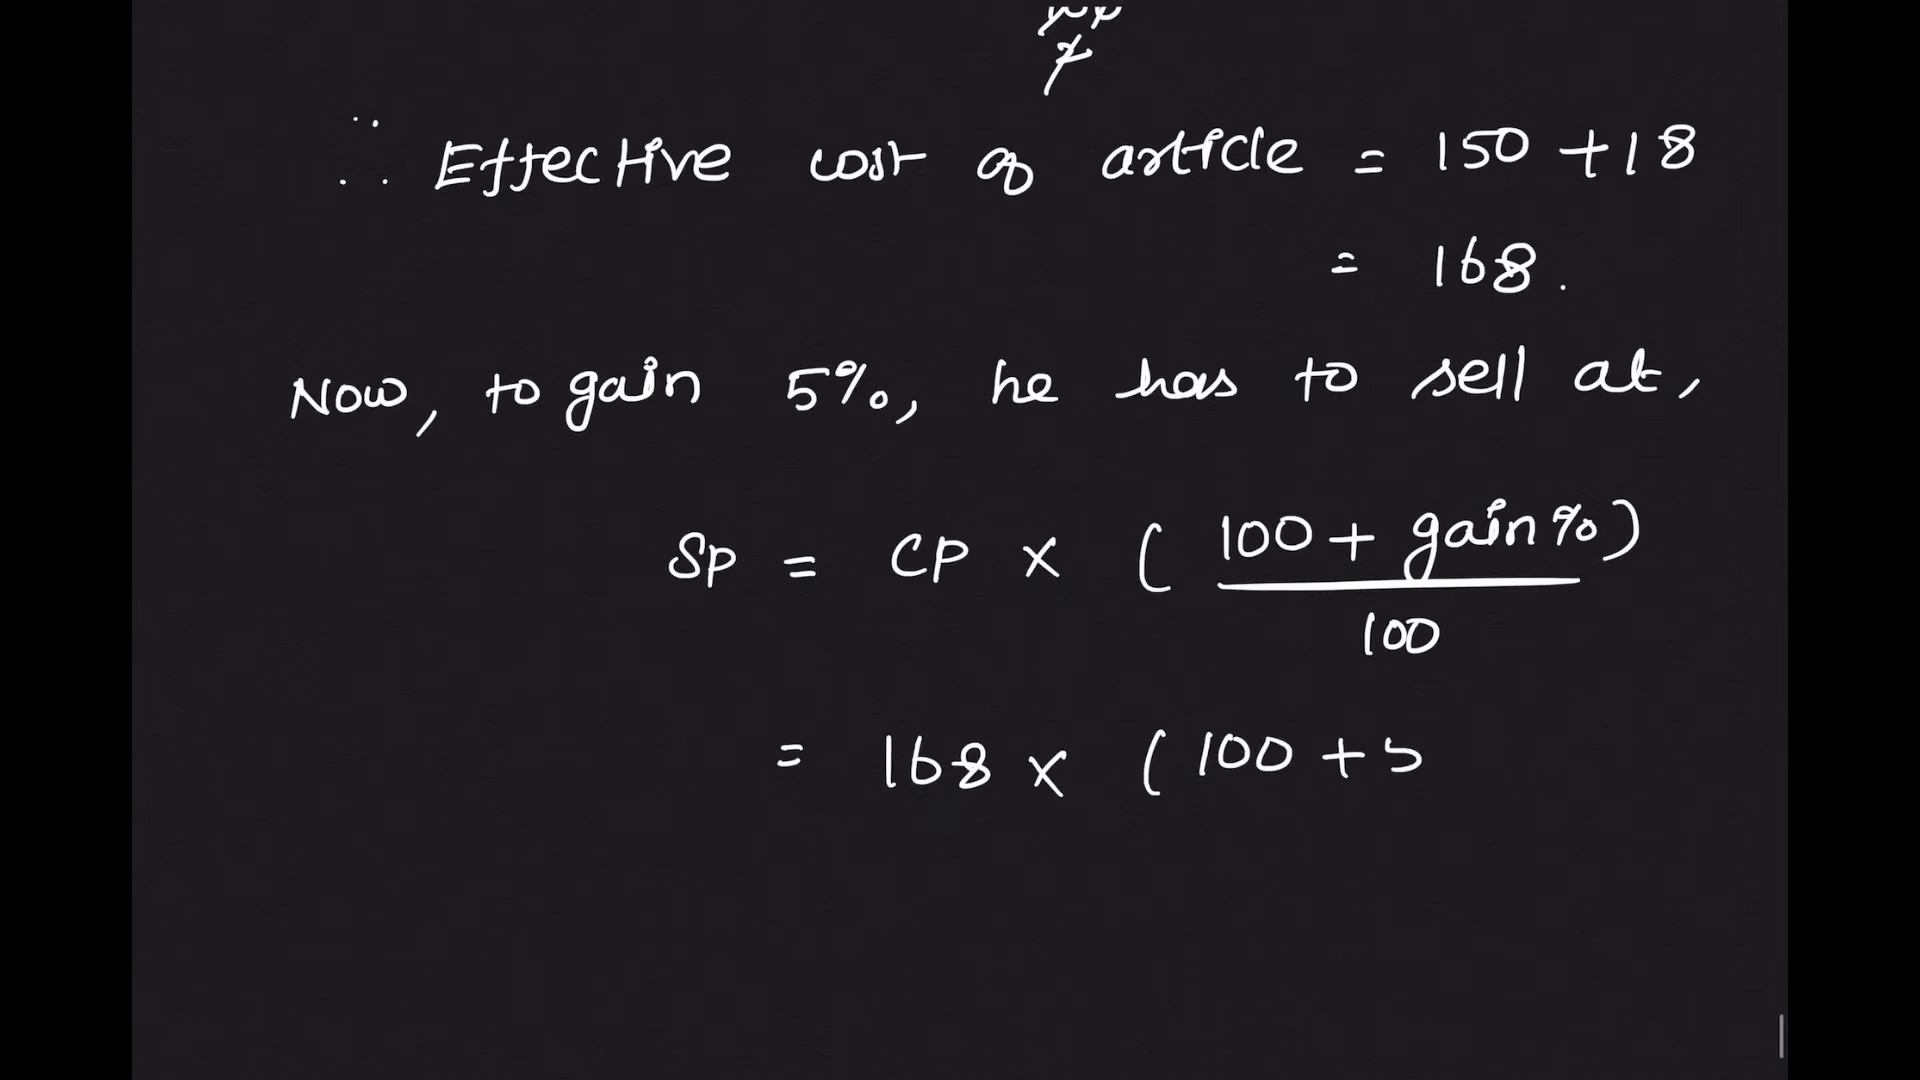 ∴ Effective cost of article = 150 + 18
= 168.
Now, to gain 5%, he has to sell at,
SP = CP × ( 100 + gain% )
100
= 168 × ( 100 + 5